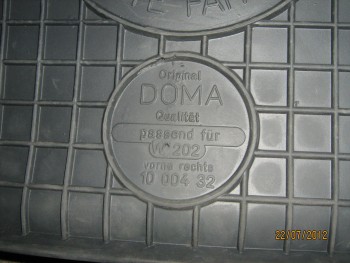 Original
DOMA
Qualität
passend für
W 202
vorne rechts
10 004 32
22/07/2012